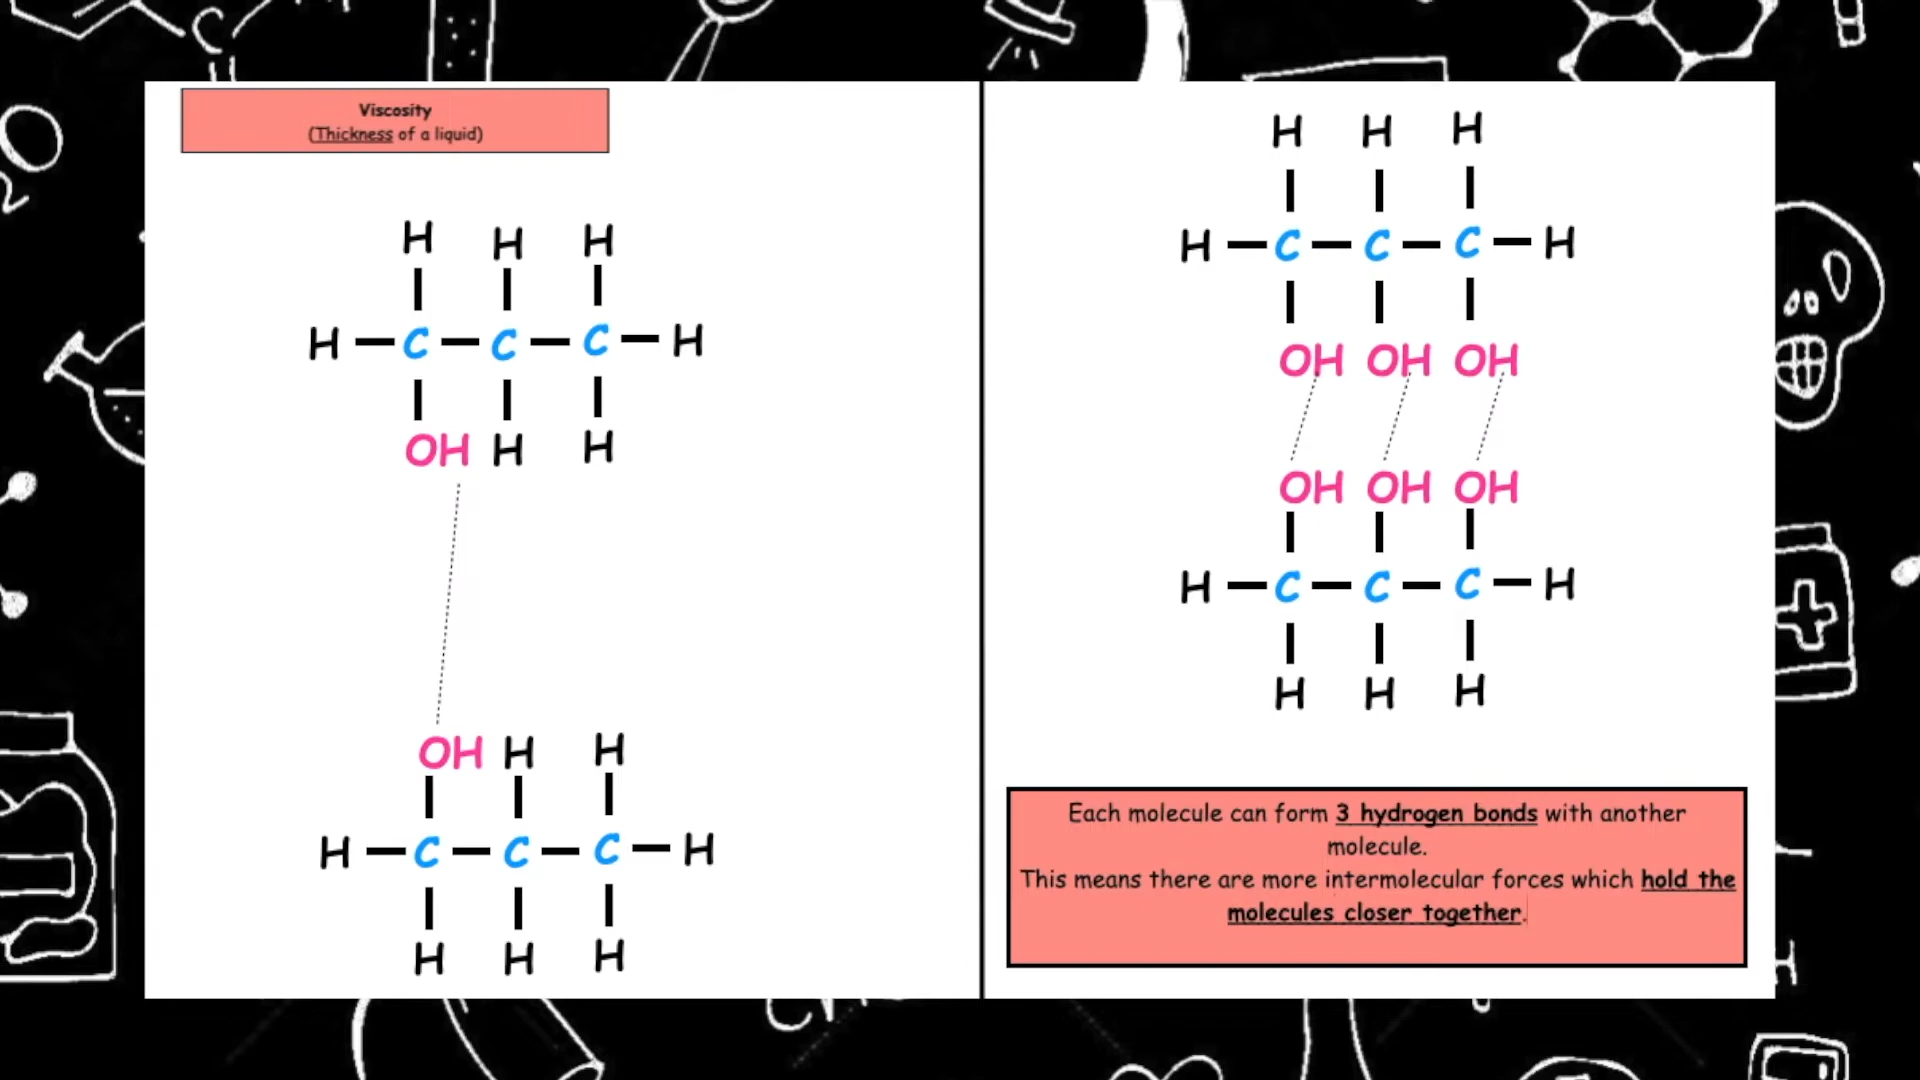 Viscosity
(Thickness of a liquid)
H H H
H C C C H
OH H H
OH H H
H C C C H
H H H
H H H
H C C C H
OH OH OH
OH OH OH
H C C C H
H H H
Each molecule can form 3 hydrogen bonds with another
molecule.
This means there are more intermolecular forces which hold the
molecules closer together.